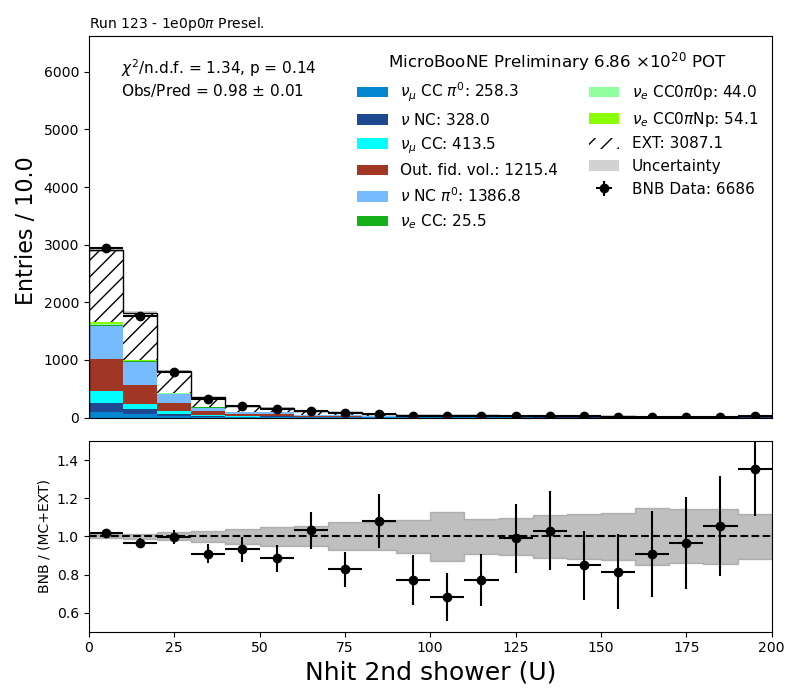 Run 123 - 1e0p0π Presel.
χ²/n.d.f. = 1.34, p = 0.14
Obs/Pred = 0.98 ± 0.01
MicroBooNE Preliminary 6.86 ×10²⁰ POT
ν_μ CC π⁰: 258.3
ν NC: 328.0
ν_μ CC: 413.5
Out. fid. vol.: 1215.4
ν NC π⁰: 1386.8
ν_e CC: 25.5
ν_e CC0π0p: 44.0
ν_e CC0πNp: 54.1
EXT: 3087.1
Uncertainty
BNB Data: 6686
Entries / 10.0
6000
5000
4000
3000
2000
1000
0
BNB / (MC+EXT)
1.4
1.2
1.0
0.8
0.6
0 25 50 75 100 125 150 175 200
Nhit 2nd shower (U)